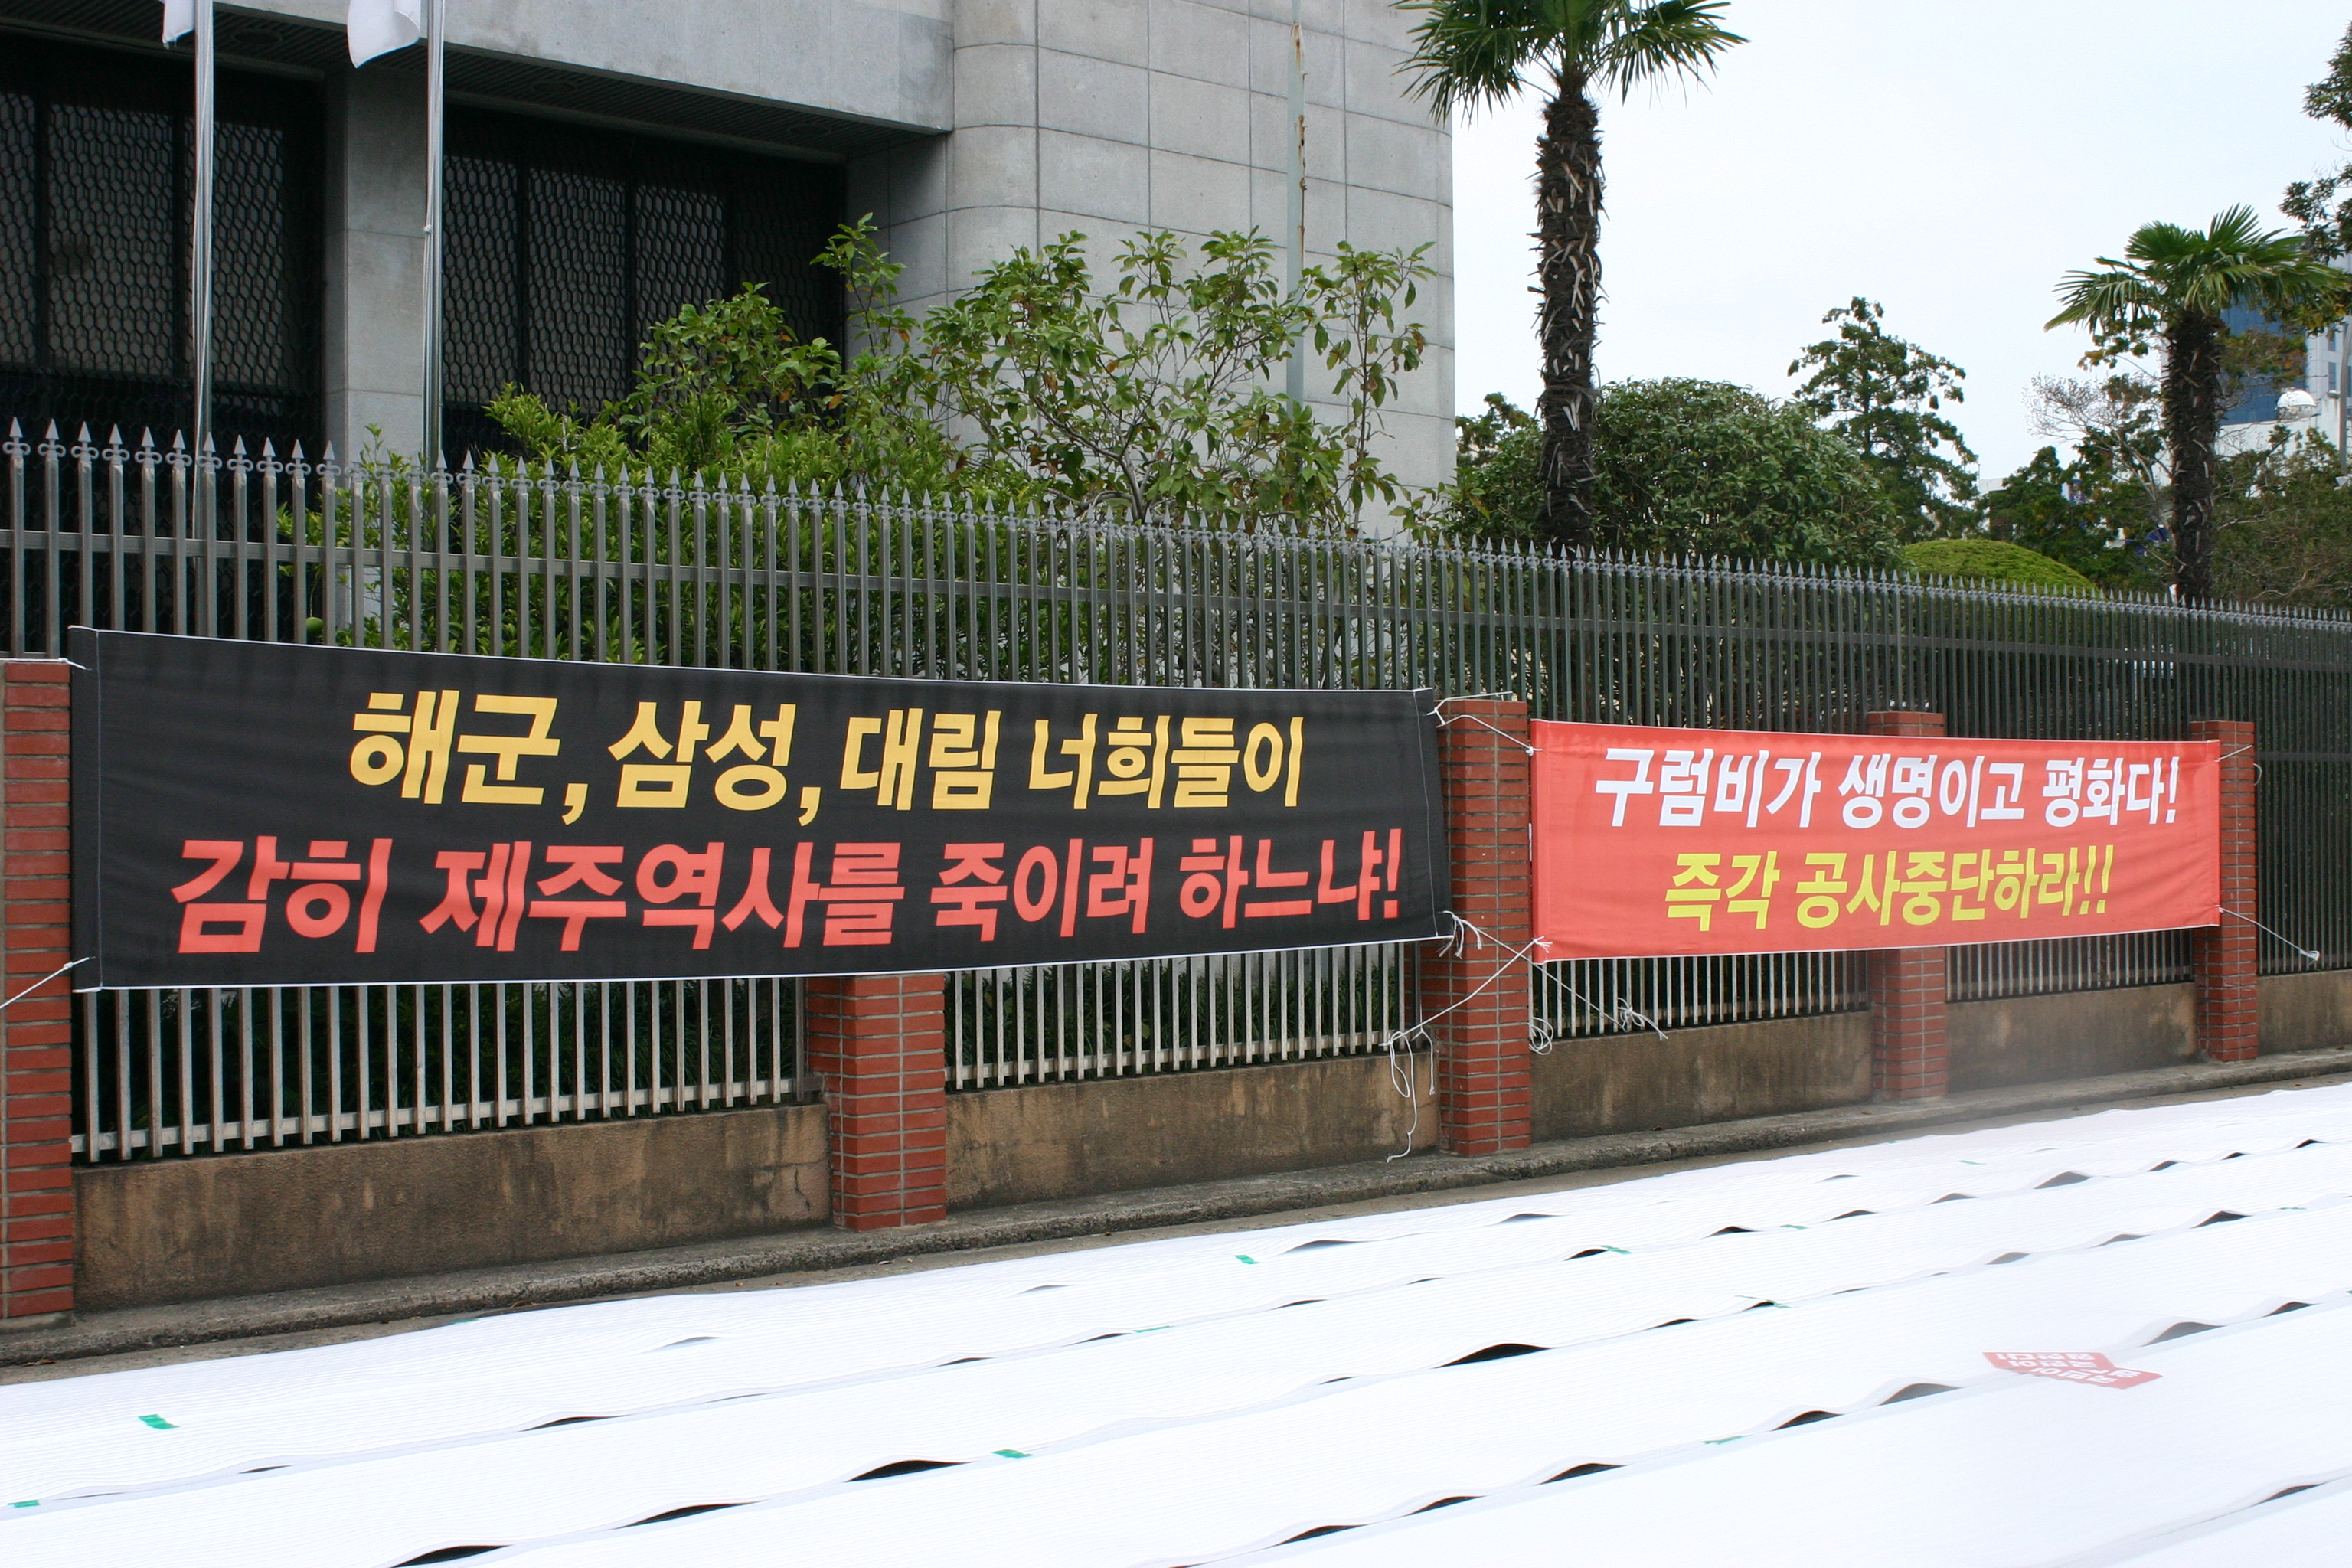 해군, 삼성, 대림 너희들이
감히 제주역사를 죽이려 하느냐!
구럼비가 생명이고 평화다!
즉각 공사중단하라!!